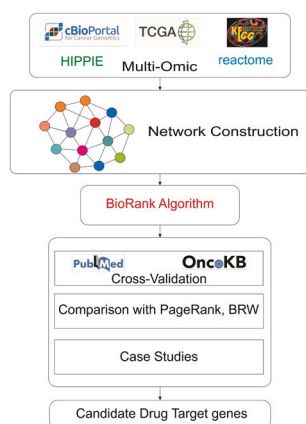 cBioPortal
for Cancer Genomics
TCGA
KEGG
HIPPIE
Multi-Omic
reactome
Network Construction
BioRank Algorithm
PubMed
OncoKB
Cross-Validation
Comparison with PageRank, BRW
Case Studies
Candidate Drug Target genes